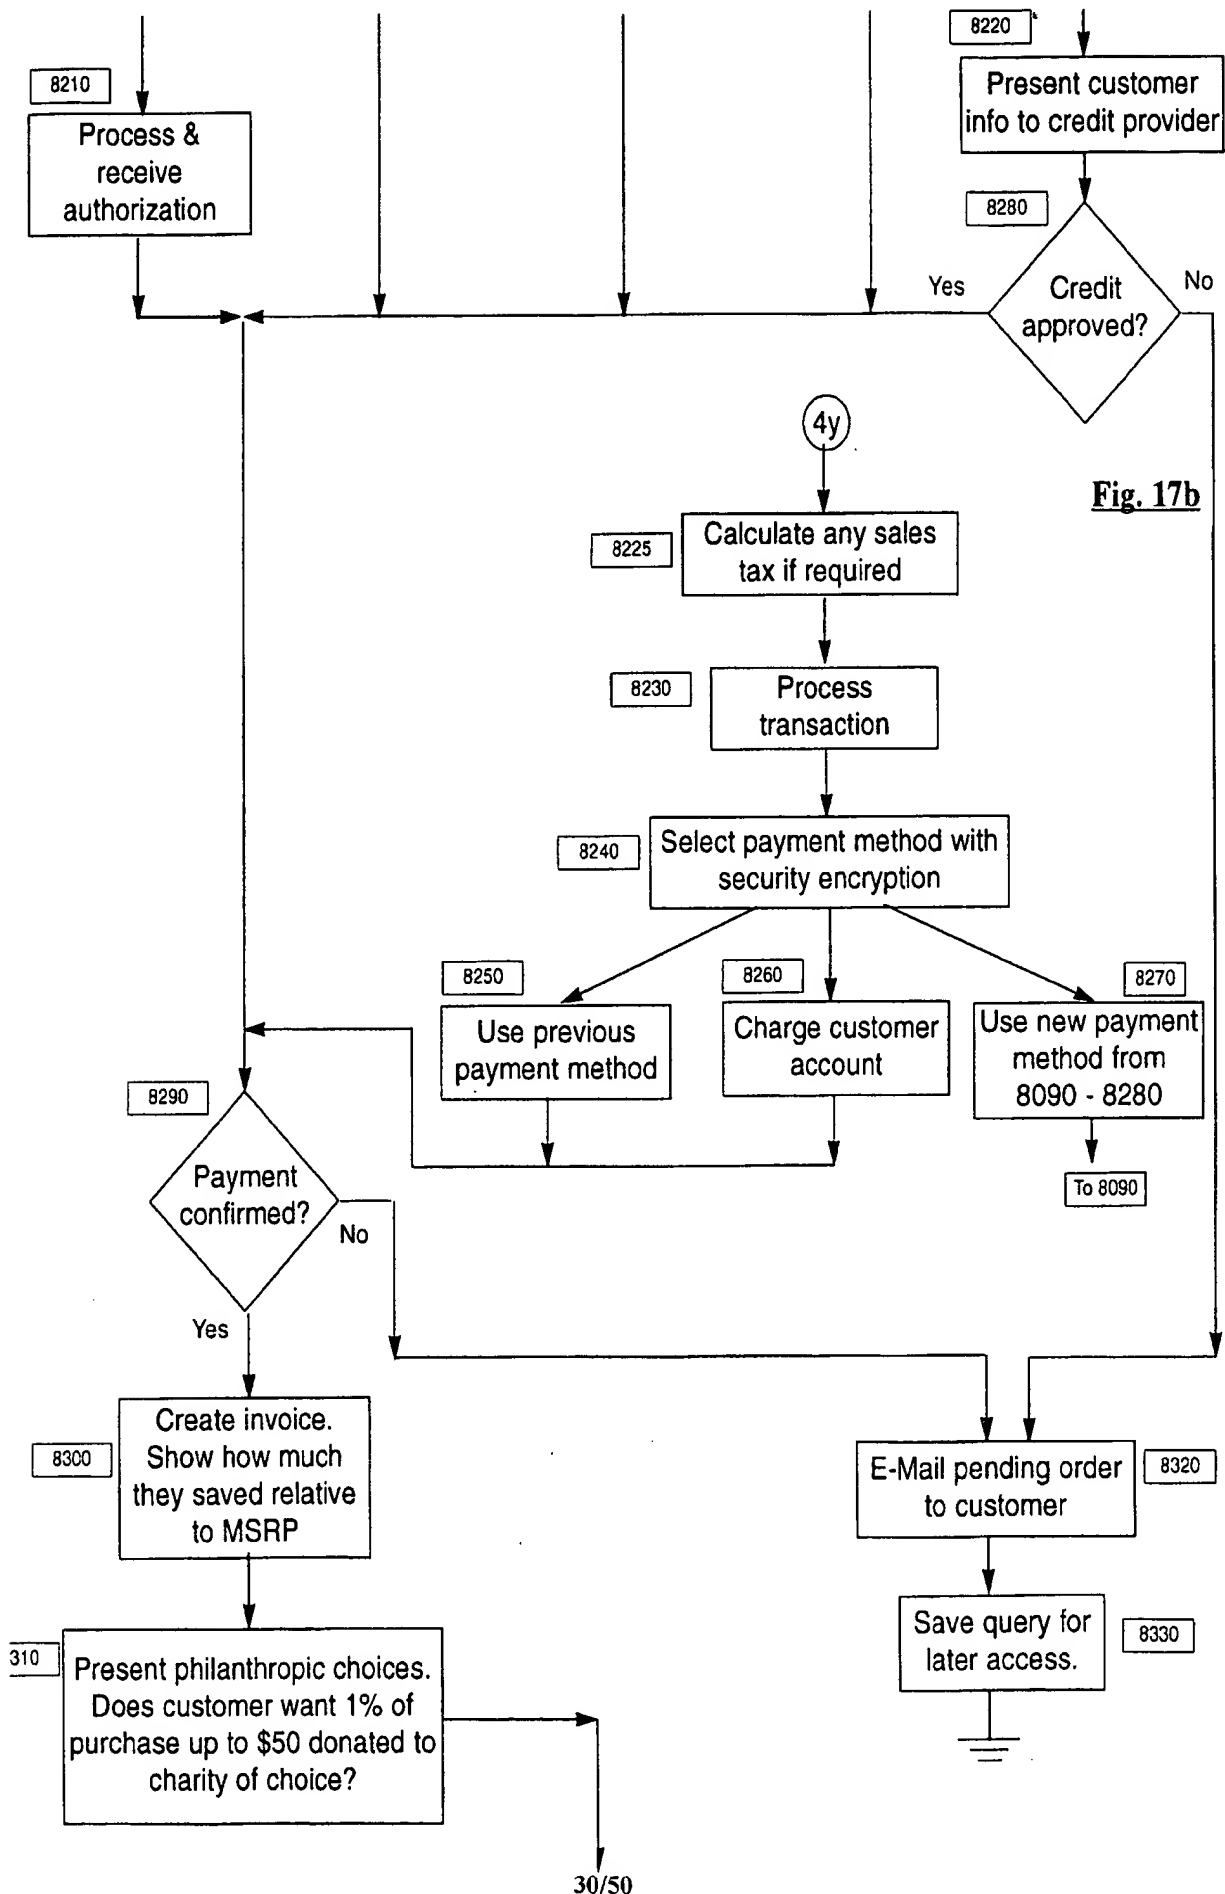 8220
Present customer
info to credit provider
8210
Process &
receive
authorization
8280
Credit
approved?
Yes
No
4y
Fig. 17b
8225
Calculate any sales
tax if required
8230
Process
transaction
8240
Select payment method with
security encryption
8250
Use previous
payment method
8260
Charge customer
account
8270
Use new payment
method from
8090 - 8280
To 8090
8290
Payment
confirmed?
No
Yes
8300
Create invoice.
Show how much
they saved relative
to MSRP
8320
E-Mail pending order
to customer
8330
Save query for
later access.
310
Present philanthropic choices.
Does customer want 1% of
purchase up to $50 donated to
charity of choice?
30/50